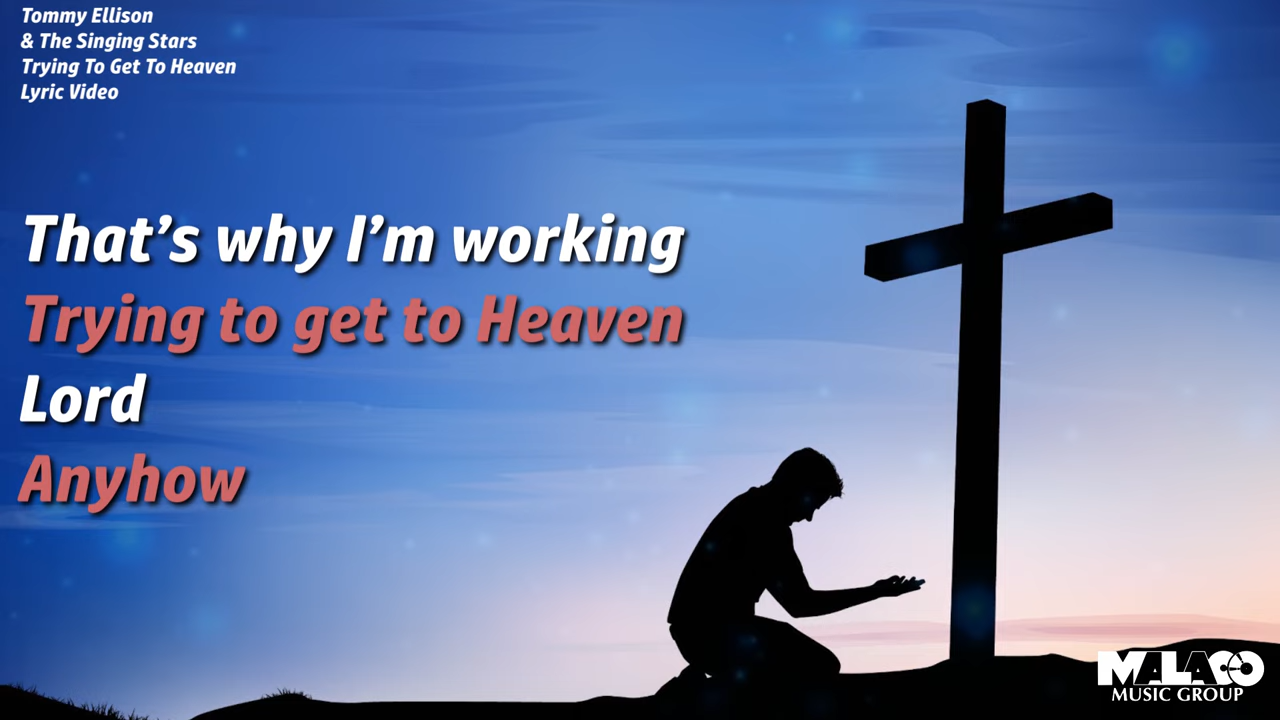 Tommy Ellison
& The Singing Stars
Trying To Get To Heaven
Lyric Video
That's why I'm working
Trying to get to Heaven
Lord
Anyhow
MALACO
MUSIC GROUP